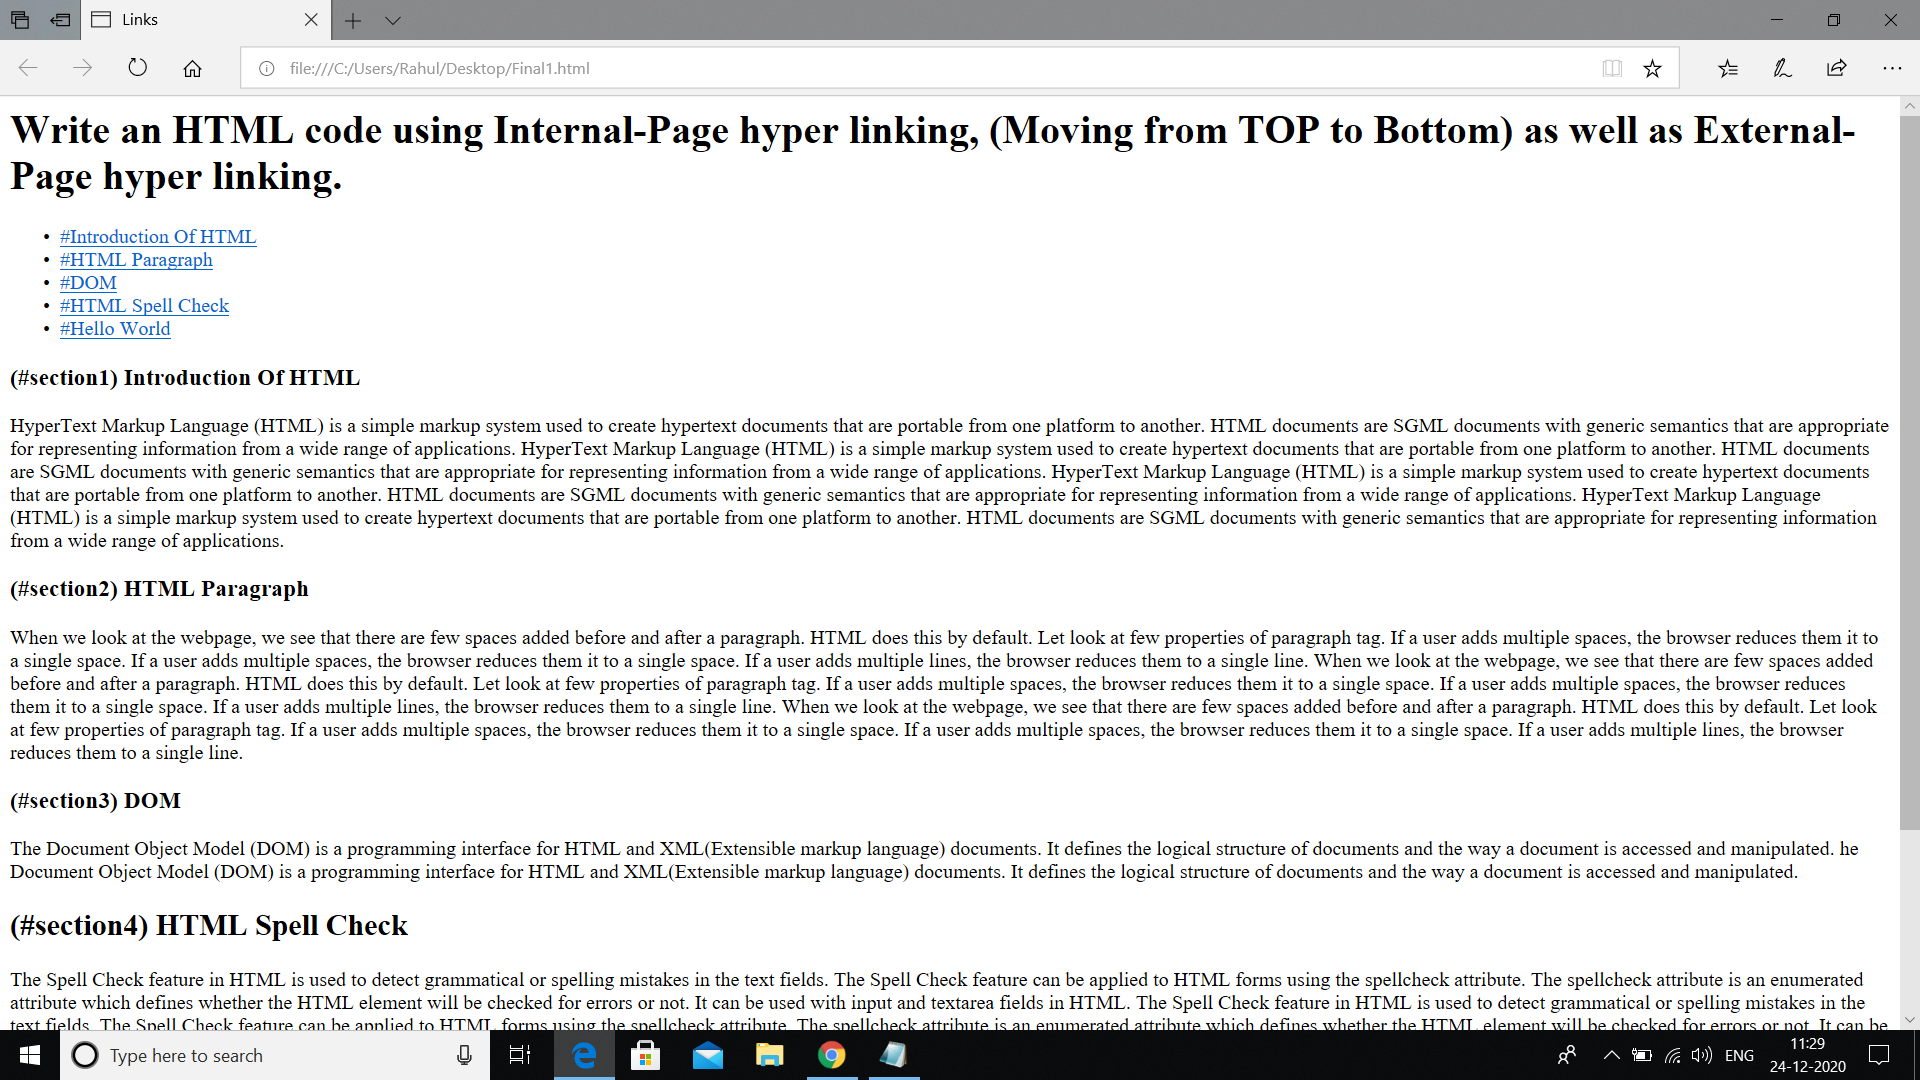 Links
file:///C:/Users/Rahul/Desktop/Final1.html
Write an HTML code using Internal-Page hyper linking, (Moving from TOP to Bottom) as well as External-
Page hyper linking.
• #Introduction Of HTML
• #HTML Paragraph
• #DOM
• #HTML Spell Check
• #Hello World
(#section1) Introduction Of HTML
HyperText Markup Language (HTML) is a simple markup system used to create hypertext documents that are portable from one platform to another. HTML documents are SGML documents with generic semantics that are appropriate
for representing information from a wide range of applications. HyperText Markup Language (HTML) is a simple markup system used to create hypertext documents that are portable from one platform to another. HTML documents
are SGML documents with generic semantics that are appropriate for representing information from a wide range of applications. HyperText Markup Language (HTML) is a simple markup system used to create hypertext documents
that are portable from one platform to another. HTML documents are SGML documents with generic semantics that are appropriate for representing information from a wide range of applications. HyperText Markup Language
(HTML) is a simple markup system used to create hypertext documents that are portable from one platform to another. HTML documents are SGML documents with generic semantics that are appropriate for representing information
from a wide range of applications.
(#section2) HTML Paragraph
When we look at the webpage, we see that there are few spaces added before and after a paragraph. HTML does this by default. Let look at few properties of paragraph tag. If a user adds multiple spaces, the browser reduces them it to
a single space. If a user adds multiple spaces, the browser reduces them it to a single space. If a user adds multiple lines, the browser reduces them to a single line. When we look at the webpage, we see that there are few spaces added
before and after a paragraph. HTML does this by default. Let look at few properties of paragraph tag. If a user adds multiple spaces, the browser reduces them it to a single space. If a user adds multiple spaces, the browser reduces
them it to a single space. If a user adds multiple lines, the browser reduces them to a single line. When we look at the webpage, we see that there are few spaces added before and after a paragraph. HTML does this by default. Let look
at few properties of paragraph tag. If a user adds multiple spaces, the browser reduces them it to a single space. If a user adds multiple spaces, the browser reduces them it to a single space. If a user adds multiple lines, the browser
reduces them to a single line.
(#section3) DOM
The Document Object Model (DOM) is a programming interface for HTML and XML(Extensible markup language) documents. It defines the logical structure of documents and the way a document is accessed and manipulated. he
Document Object Model (DOM) is a programming interface for HTML and XML(Extensible markup language) documents. It defines the logical structure of documents and the way a document is accessed and manipulated.
(#section4) HTML Spell Check
The Spell Check feature in HTML is used to detect grammatical or spelling mistakes in the text fields. The Spell Check feature can be applied to HTML forms using the spellcheck attribute. The spellcheck attribute is an enumerated
attribute which defines whether the HTML element will be checked for errors or not. It can be used with input and textarea fields in HTML. The Spell Check feature in HTML is used to detect grammatical or spelling mistakes in the
text fields. The Spell Check feature can be applied to HTML forms using the spellcheck attribute. The spellcheck attribute is an enumerated attribute which defines whether the HTML element will be checked for errors or not. It can be
Type here to search
ENG
11:29
24-12-2020